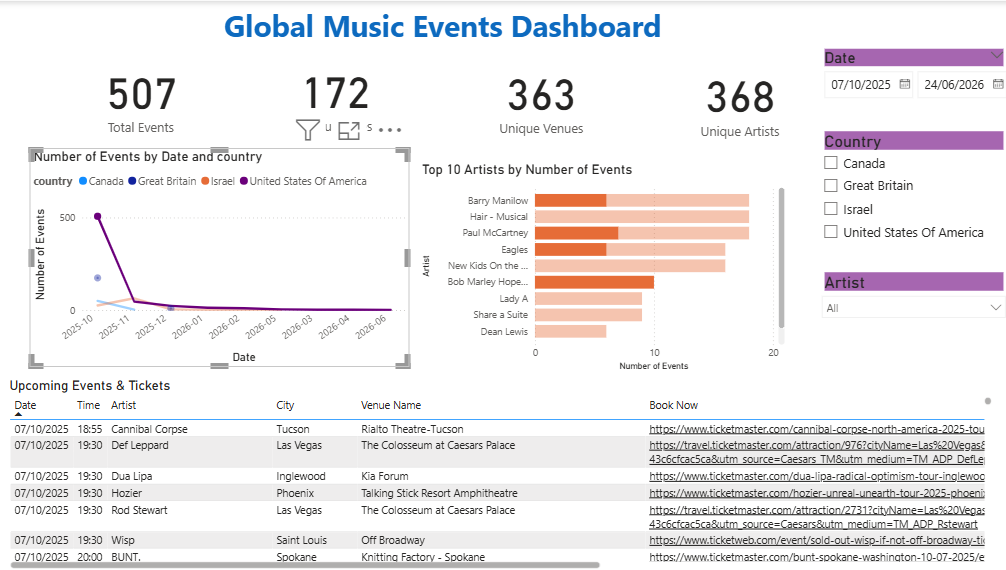 Global Music Events Dashboard
507
Total Events
172
u s
363
Unique Venues
368
Unique Artists
Date
07/10/2025 24/06/2026
Country
Canada
Great Britain
Israel
United States Of America
Artist
All
Number of Events by Date and country
country Canada Great Britain Israel United States Of America
Number of Events
500
0
2025-10 2025-11 2025-12 2026-01 2026-02 2026-05 2026-03 2026-04 2026-06
Date
Top 10 Artists by Number of Events
Artist
Barry Manilow
Hair - Musical
Paul McCartney
Eagles
New Kids On the ...
Bob Marley Hope...
Lady A
Share a Suite
Dean Lewis
0 10 20
Number of Events
Upcoming Events & Tickets
Date Time Artist City Venue Name Book Now
07/10/2025 18:55 Cannibal Corpse Tucson Rialto Theatre-Tucson https://www.ticketmaster.com/cannibal-corpse-north-america-2025-tou
07/10/2025 19:30 Def Leppard Las Vegas The Colosseum at Caesars Palace https://travel.ticketmaster.com/attraction/976?cityName=Las%20Vegas&
43c6cfcac5ca&utm_source=Caesars_TM&utm_medium=TM_ADP_DefLe
07/10/2025 19:30 Dua Lipa Inglewood Kia Forum https://www.ticketmaster.com/dua-lipa-radical-optimism-tour-inglewoo
07/10/2025 19:30 Hozier Phoenix Talking Stick Resort Amphitheatre https://www.ticketmaster.com/hozier-unreal-unearth-tour-2025-phoeni
07/10/2025 19:30 Rod Stewart Las Vegas The Colosseum at Caesars Palace https://travel.ticketmaster.com/attraction/2731?cityName=Las%20Vegas
43c6cfcac5ca&utm_source=Caesars&utm_medium=TM_ADP_Rstewart
07/10/2025 19:30 Wisp Saint Louis Off Broadway https://www.ticketweb.com/event/sold-out-wisp-if-not-off-broadway-ti
07/10/2025 20:00 BUNT. Spokane Knitting Factory - Spokane https://www.ticketmaster.com/bunt-spokane-washington-10-07-2025/e